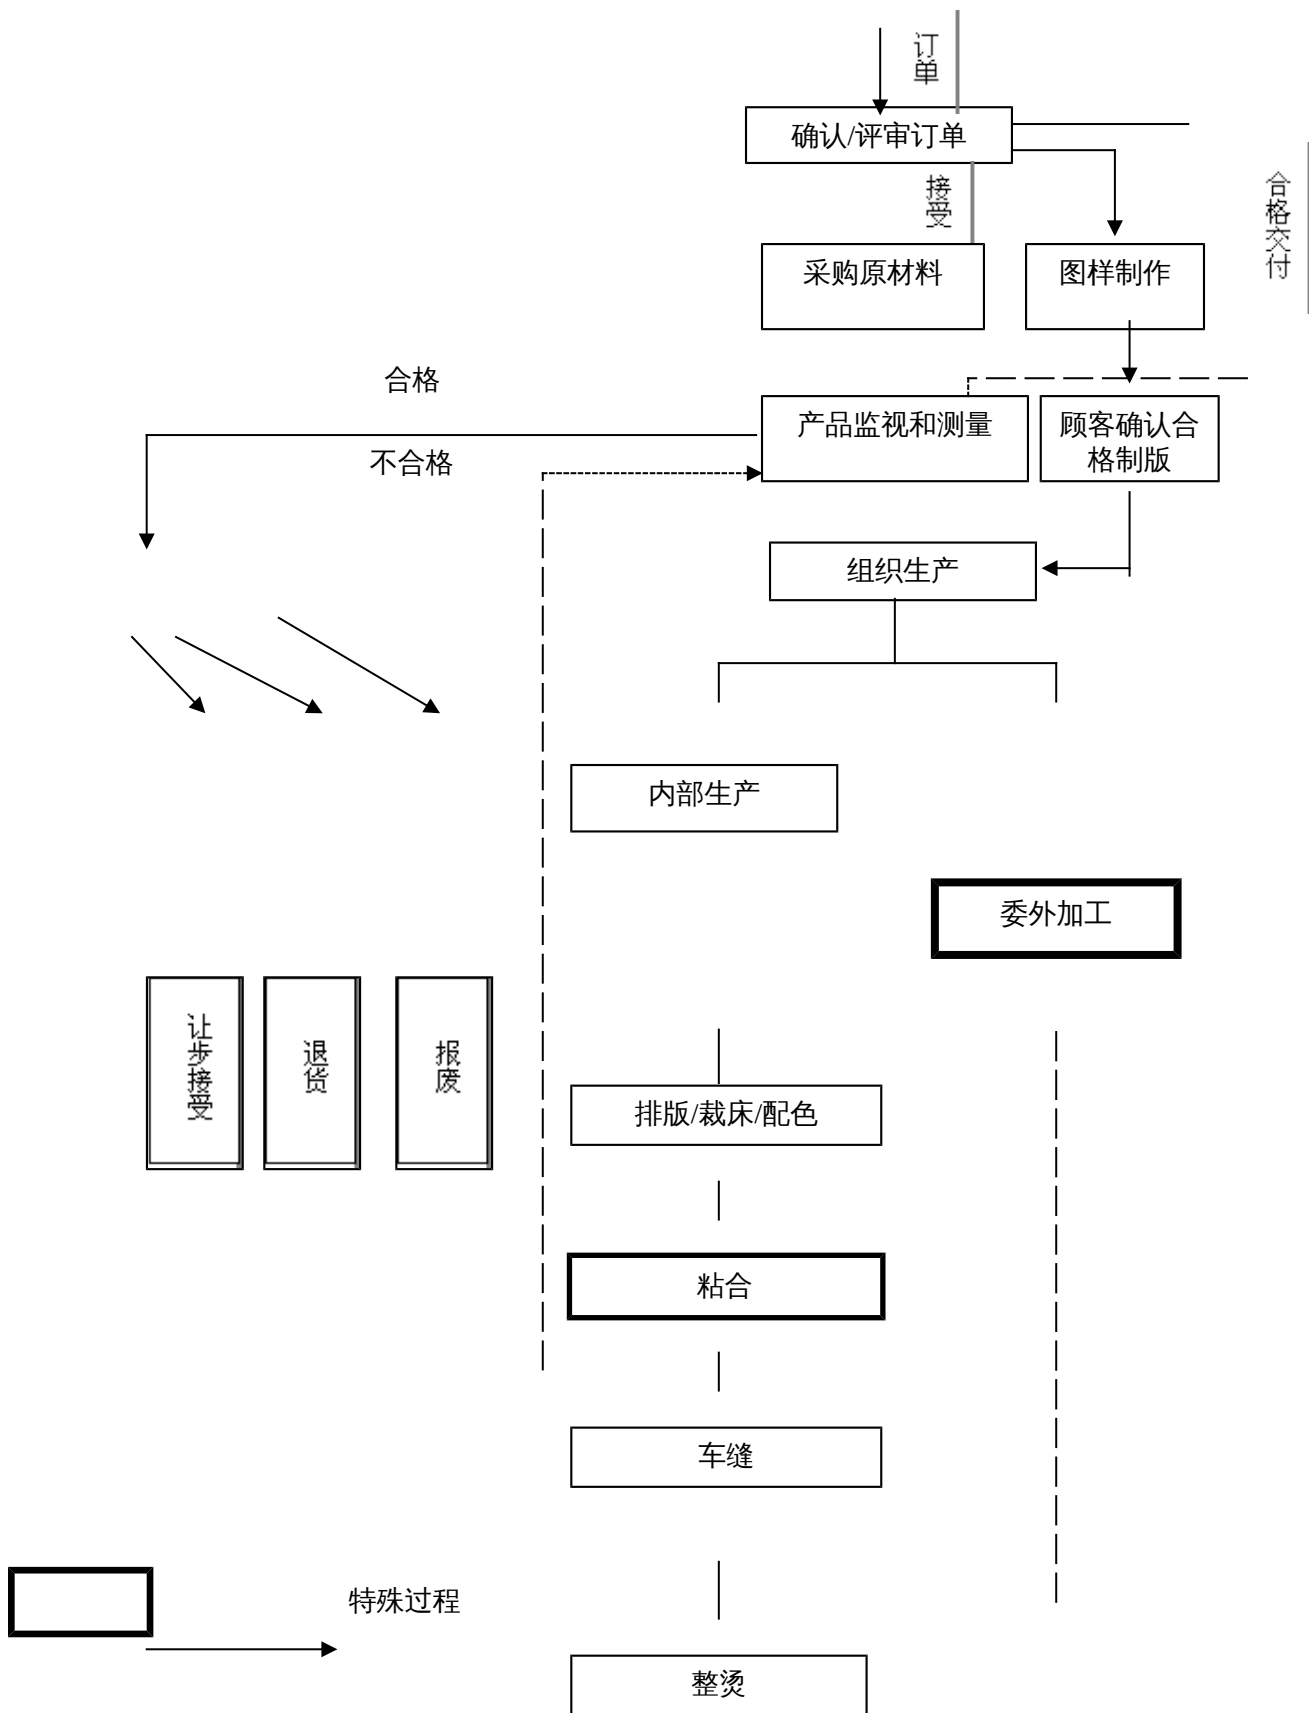 订单
确认/评审订单
接受
合格交付
采购原材料
图样制作
合格
产品监视和测量
顾客确认合
格制版
不合格
组织生产
内部生产
委外加工
让步接受
退货
报废
排版/裁床/配色
粘合
车缝
特殊过程
整烫